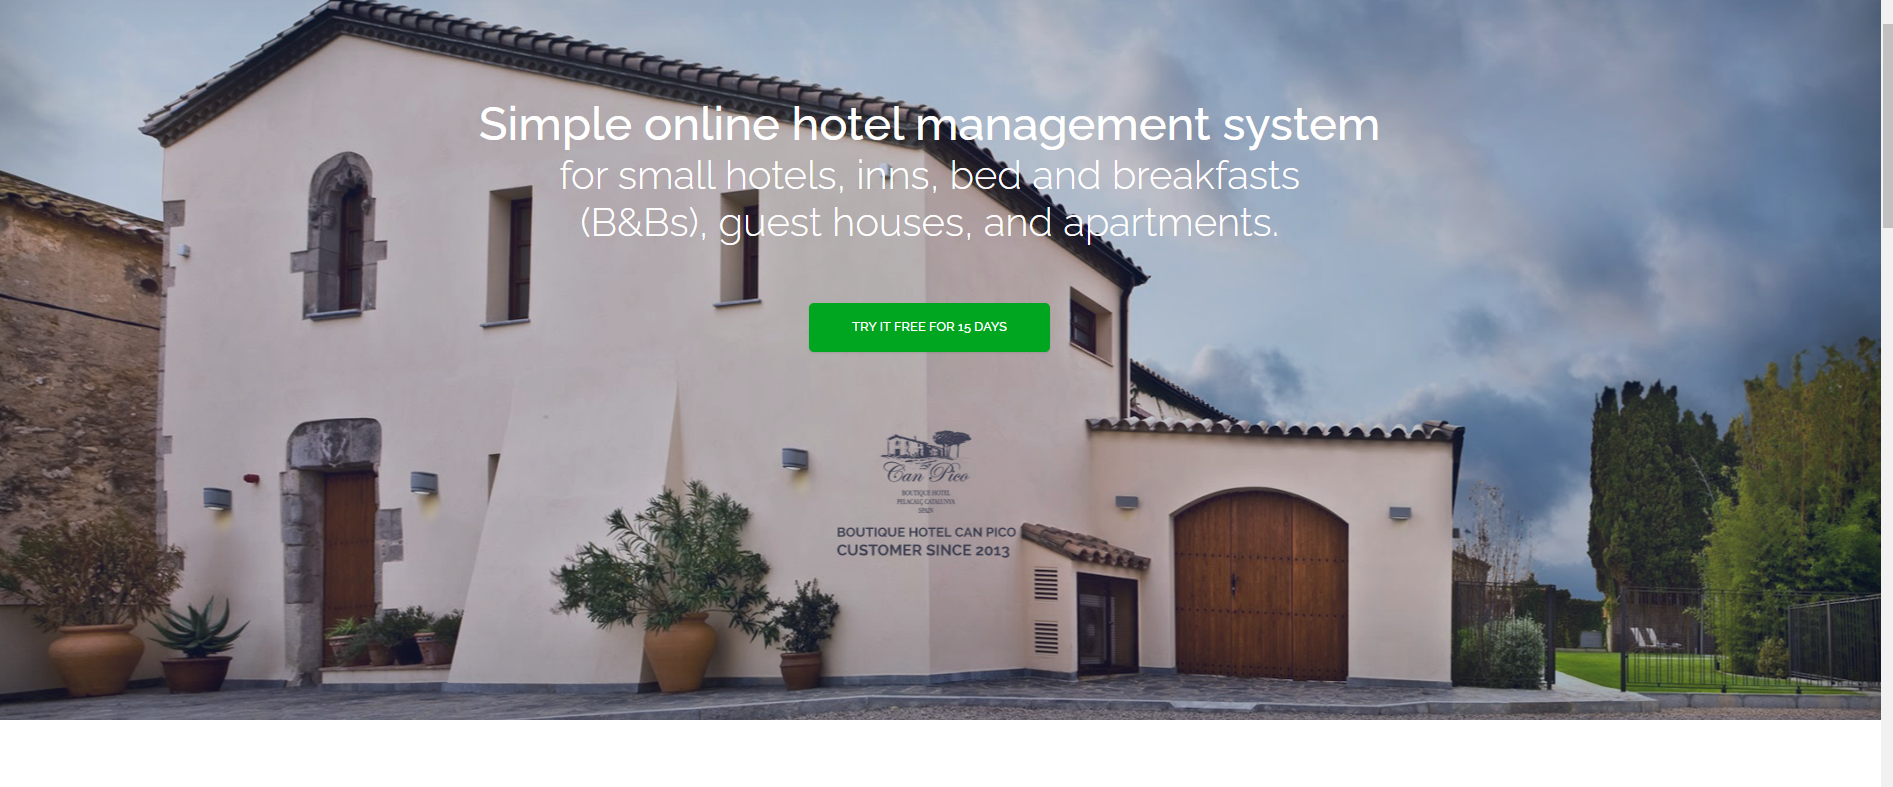 Simple online hotel management system
for small hotels, inns, bed and breakfasts
(B&Bs), guest houses, and apartments.
TRY IT FREE FOR 15 DAYS
Can Pico
BOUTIQUE HOTEL
PELACALÇ CATALUNYA
SPAIN
BOUTIQUE HOTEL CAN PICO
CUSTOMER SINCE 2013